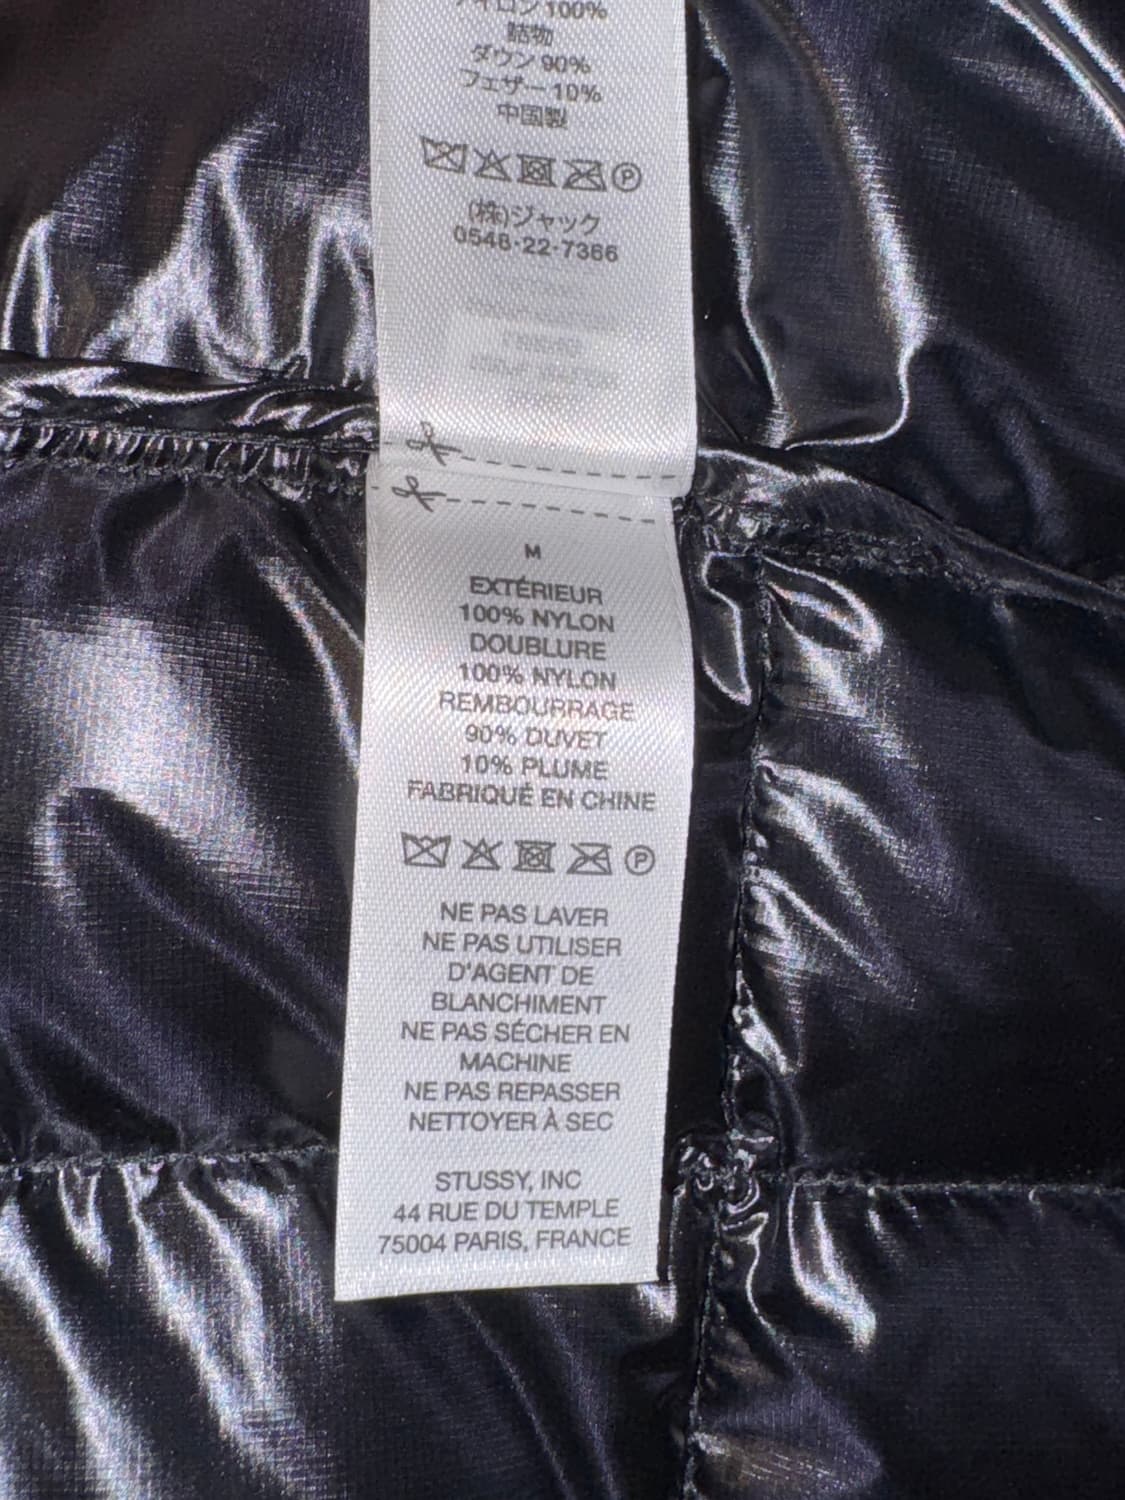 ナイロン100%
詰物
ダウン 90%
フェザー 10%
中国製
P
(株)ジャック
0548-22-7366
M
EXTÉRIEUR
100% NYLON
DOUBLURE
100% NYLON
REMBOURRAGE
90% DUVET
10% PLUME
FABRIQUÉ EN CHINE
P
NE PAS LAVER
NE PAS UTILISER
D'AGENT DE
BLANCHIMENT
NE PAS SÉCHER EN
MACHINE
NE PAS REPASSER
NETTOYER À SEC
STUSSY, INC
44 RUE DU TEMPLE
75004 PARIS, FRANCE